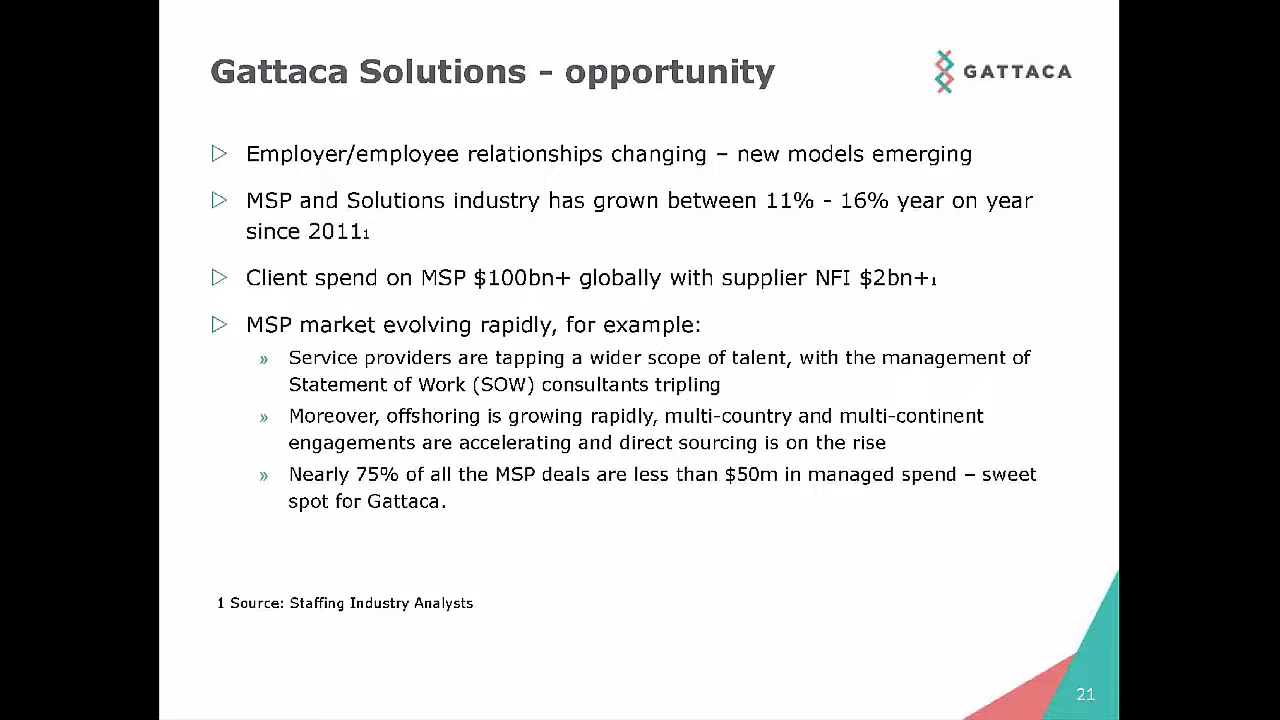 Gattaca Solutions - opportunity
GATTACA
▷ Employer/employee relationships changing – new models emerging
▷ MSP and Solutions industry has grown between 11% - 16% year on year
since 2011₁
▷ Client spend on MSP $100bn+ globally with supplier NFI $2bn+₁
▷ MSP market evolving rapidly, for example:
» Service providers are tapping a wider scope of talent, with the management of
Statement of Work (SOW) consultants tripling
» Moreover, offshoring is growing rapidly, multi-country and multi-continent
engagements are accelerating and direct sourcing is on the rise
» Nearly 75% of all the MSP deals are less than $50m in managed spend – sweet
spot for Gattaca.
1 Source: Staffing Industry Analysts
21